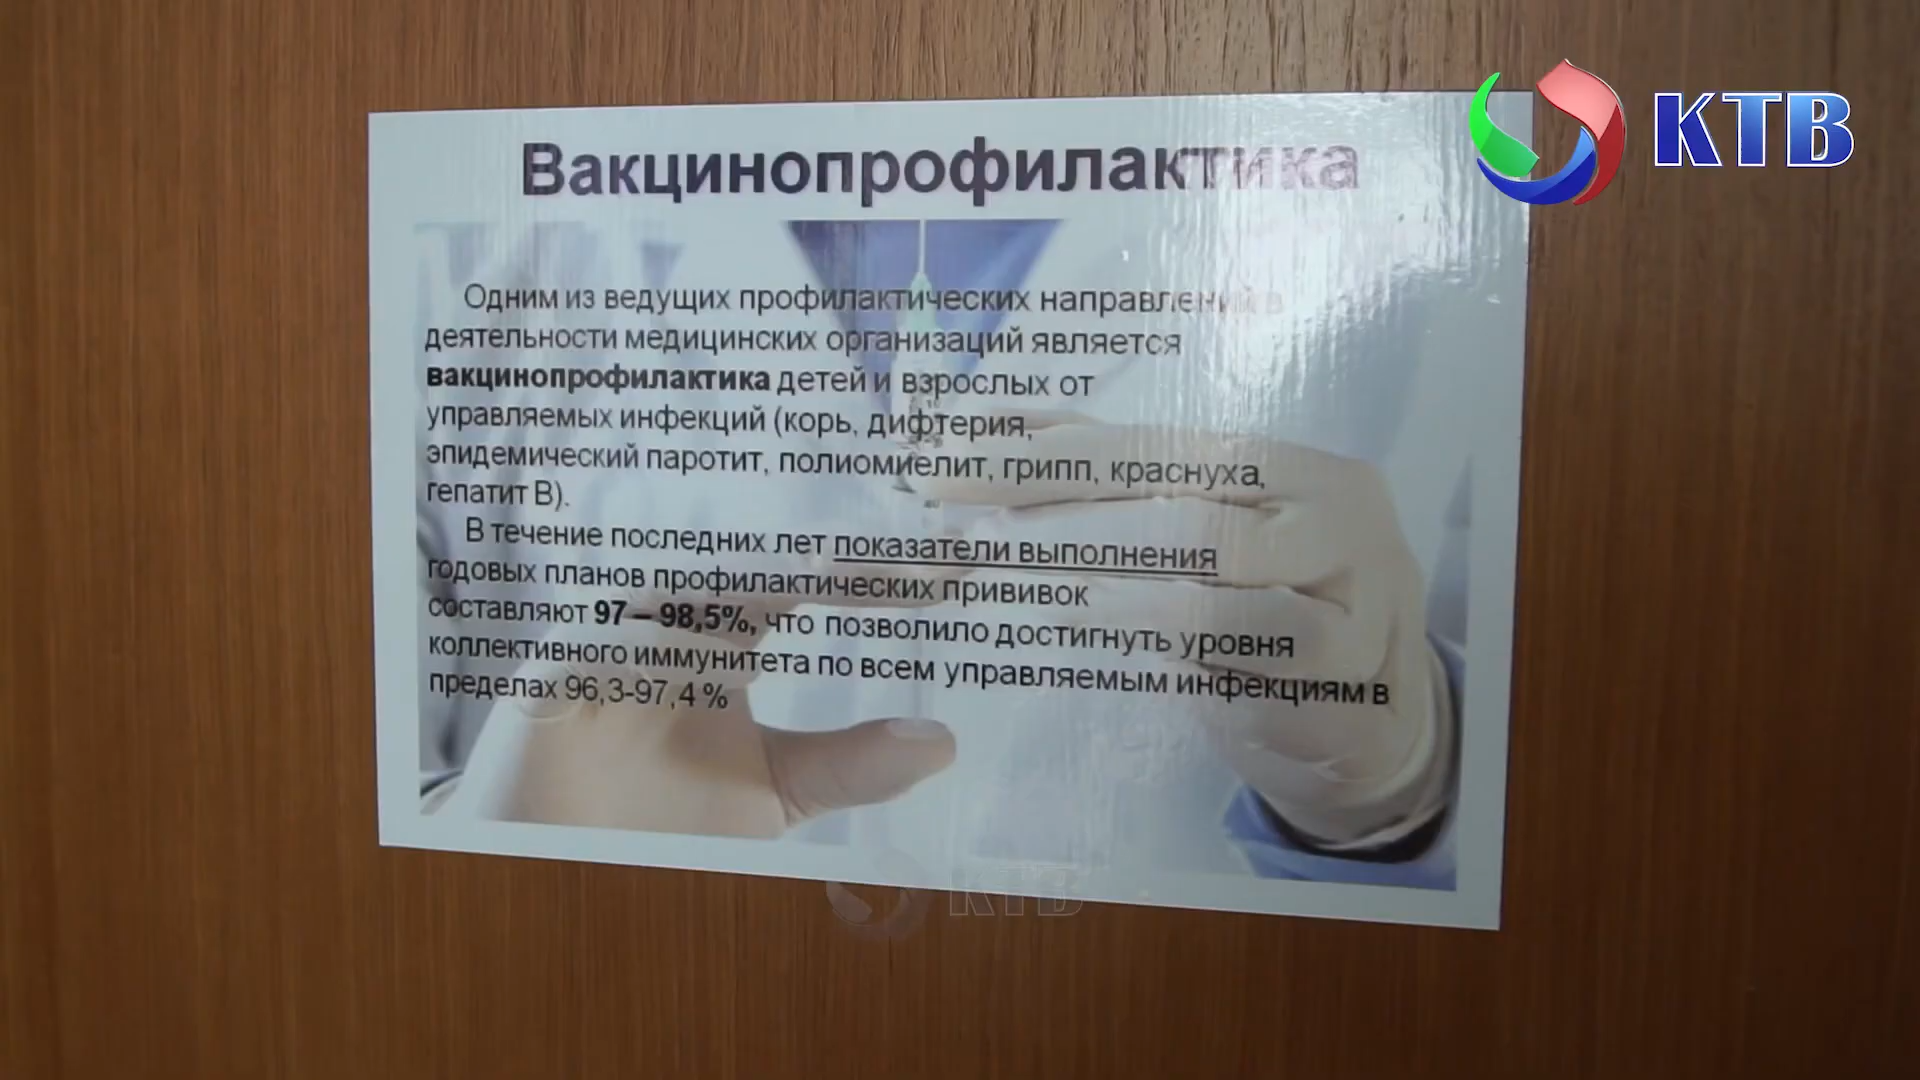 КТВ
Вакцинопрофилактика
Одним из ведущих профилактических направлений в
деятельности медицинских организаций является
вакцинопрофилактика детей и взрослых от
управляемых инфекций (корь, дифтерия,
эпидемический паротит, полиомиелит, грипп, краснуха,
гепатит В).
В течение последних лет показатели выполнения
годовых планов профилактических прививок
составляют 97 – 98,5%, что позволило достигнуть уровня
коллективного иммунитета по всем управляемым инфекциям в
пределах 96,3-97,4 %
КТВ